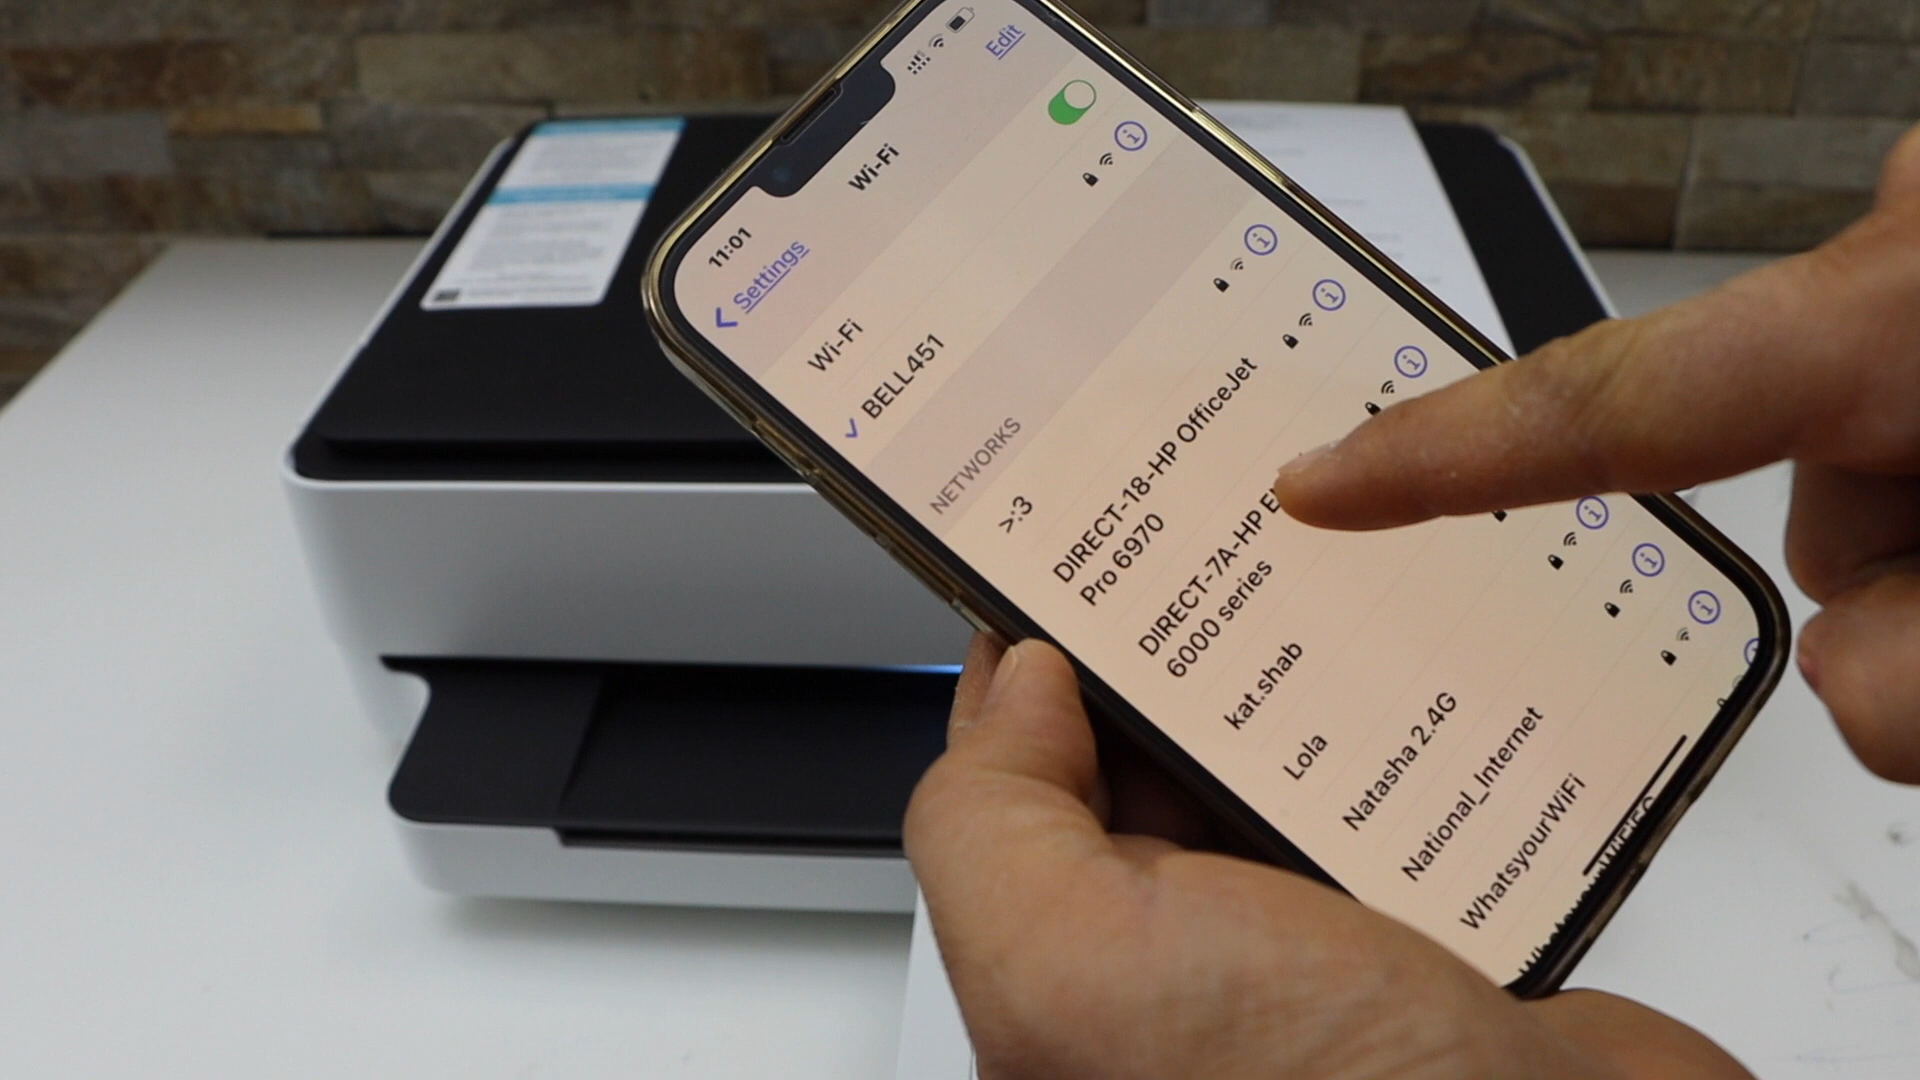 11:01
Settings
Wi-Fi
Edit
Wi-Fi
BELL451
NETWORKS
>:3
DIRECT-18-HP OfficeJet
Pro 6970
DIRECT-7A-HP
6000 series
kat.shab
Lola
Natasha 2.4G
National_Internet
WhatsyourWiFi